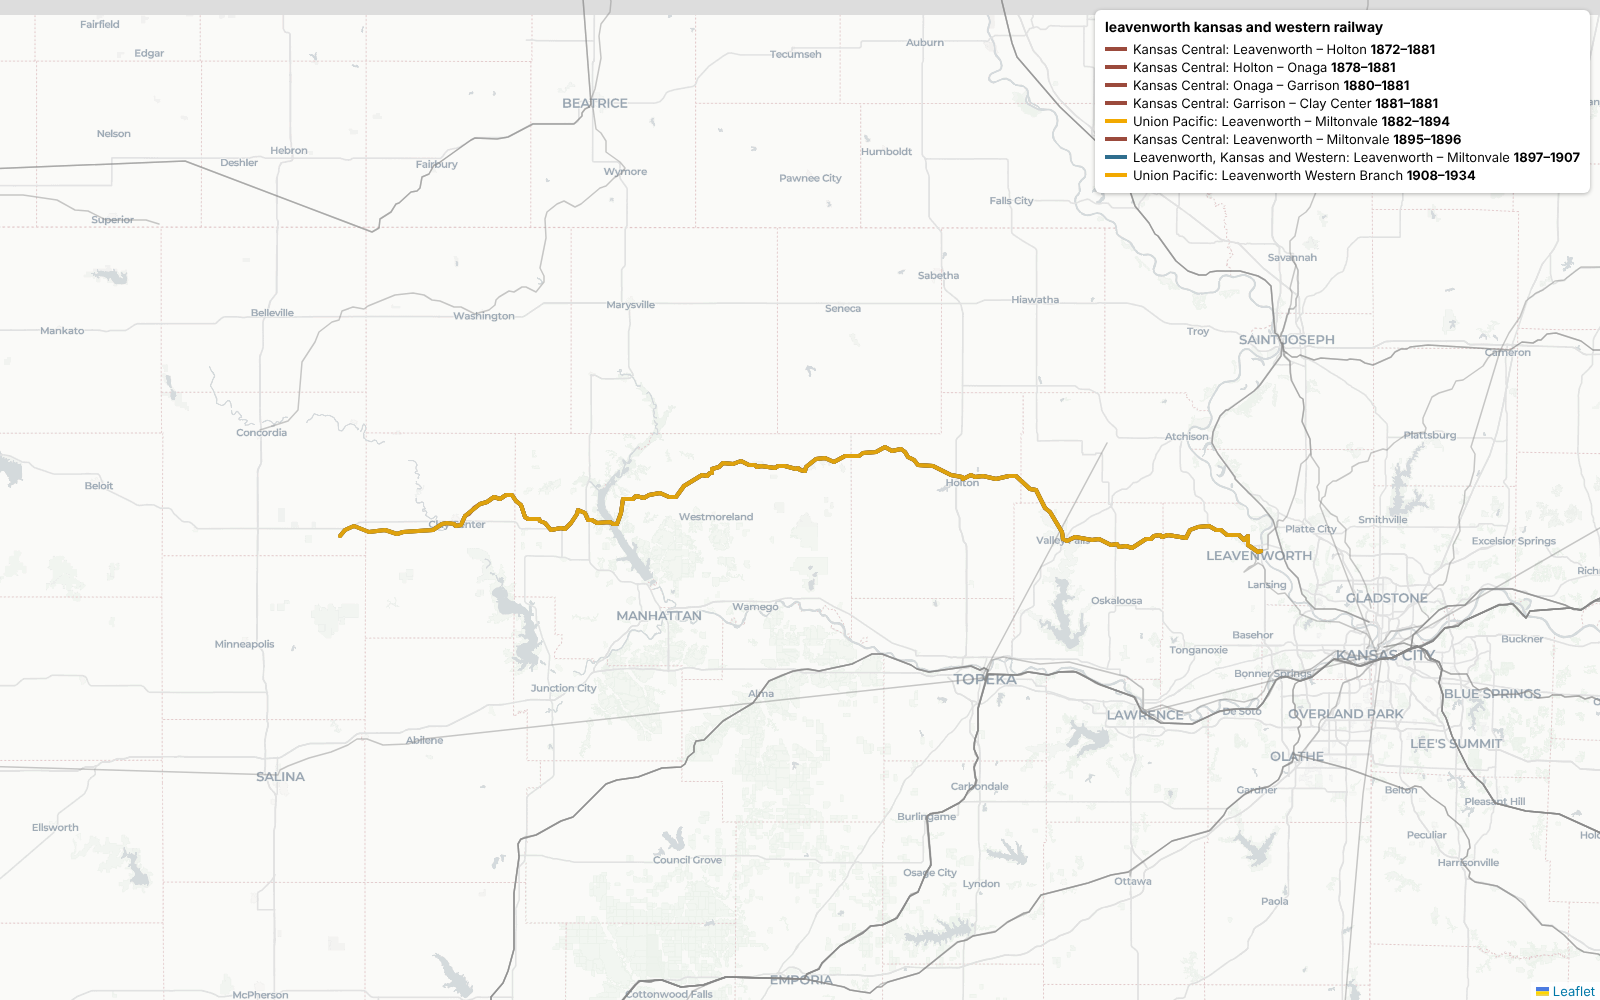 leavenworth kansas and western railway
Kansas Central: Leavenworth – Holton 1872–1881
Kansas Central: Holton – Onaga 1878–1881
Kansas Central: Onaga – Garrison 1880–1881
Kansas Central: Garrison – Clay Center 1881–1881
Union Pacific: Leavenworth – Miltonvale 1882–1894
Kansas Central: Leavenworth – Miltonvale 1895–1896
Leavenworth, Kansas and Western: Leavenworth – Miltonvale 1897–1907
Union Pacific: Leavenworth Western Branch 1908–1934
Fairfield
Edgar
Tecumseh
Auburn
BEATRICE
Nelson
Hebron
Deshler
Fairbury
Wymore
Humboldt
Pawnee City
Falls City
Superior
Savannah
Sabetha
Hiawatha
Belleville
Washington
Marysville
Seneca
Mankato
Troy
SAINT JOSEPH
Cameron
Concordia
Atchison
Plattsburg
Beloit
Holton
Clay Center
Westmoreland
Valley Falls
Platte City
Smithville
Excelsior Springs
LEAVENWORTH
Lansing
GLADSTONE
Oskaloosa
MANHATTAN
Wamego
Minneapolis
Basehor
Buckner
Tonganoxie
KANSAS CITY
Bonner Springs
Junction City
Alma
TOPEKA
BLUE SPRINGS
LAWRENCE
De Soto
OVERLAND PARK
Abilene
LEE'S SUMMIT
OLATHE
SALINA
Carbondale
Gardner
Belton
Pleasant Hill
Burlingame
Ellsworth
Peculiar
Council Grove
Harrisonville
Osage City
Lyndon
Ottawa
Paola
EMPORIA
McPherson
Cottonwood Falls
Leaflet